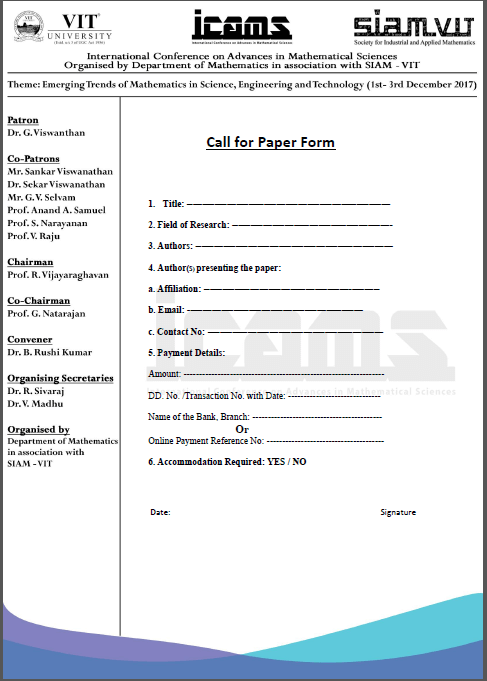 VIT
UNIVERSITY
(Estd. u/s 3 of UGC Act 1956)
icams
International Conference on Advances in Mathematical Sciences
SIAM VIT
Society for Industrial and Applied Mathematics
International Conference on Advances in Mathematical Sciences
Organised by Department of Mathematics in association with SIAM - VIT
Theme: Emerging Trends of Mathematics in Science, Engineering and Technology (1st- 3rd December 2017)
Patron
Dr. G. Viswanthan
Co-Patrons
Mr. Sankar Viswanathan
Dr. Sekar Viswanathan
Mr. G.V. Selvam
Prof. Anand A. Samuel
Prof. S. Narayanan
Prof. V. Raju
Chairman
Prof. R. Vijayaraghavan
Co-Chairman
Prof. G. Natarajan
Convener
Dr. B. Rushi Kumar
Organising Secretaries
Dr. R. Sivaraj
Dr. V. Madhu
Organised by
Department of Mathematics
in association with
SIAM - VIT
Call for Paper Form
1. Title:
2. Field of Research:
3. Authors:
4. Author(s) presenting the paper:
a. Affiliation:
b. Email:
c. Contact No:
5. Payment Details:
Amount:
DD. No. /Transaction No. with Date:
Name of the Bank, Branch:
Or
Online Payment Reference No:
6. Accommodation Required: YES / NO
Date:
Signature
icams
International Conference on Advances in Mathematical Sciences